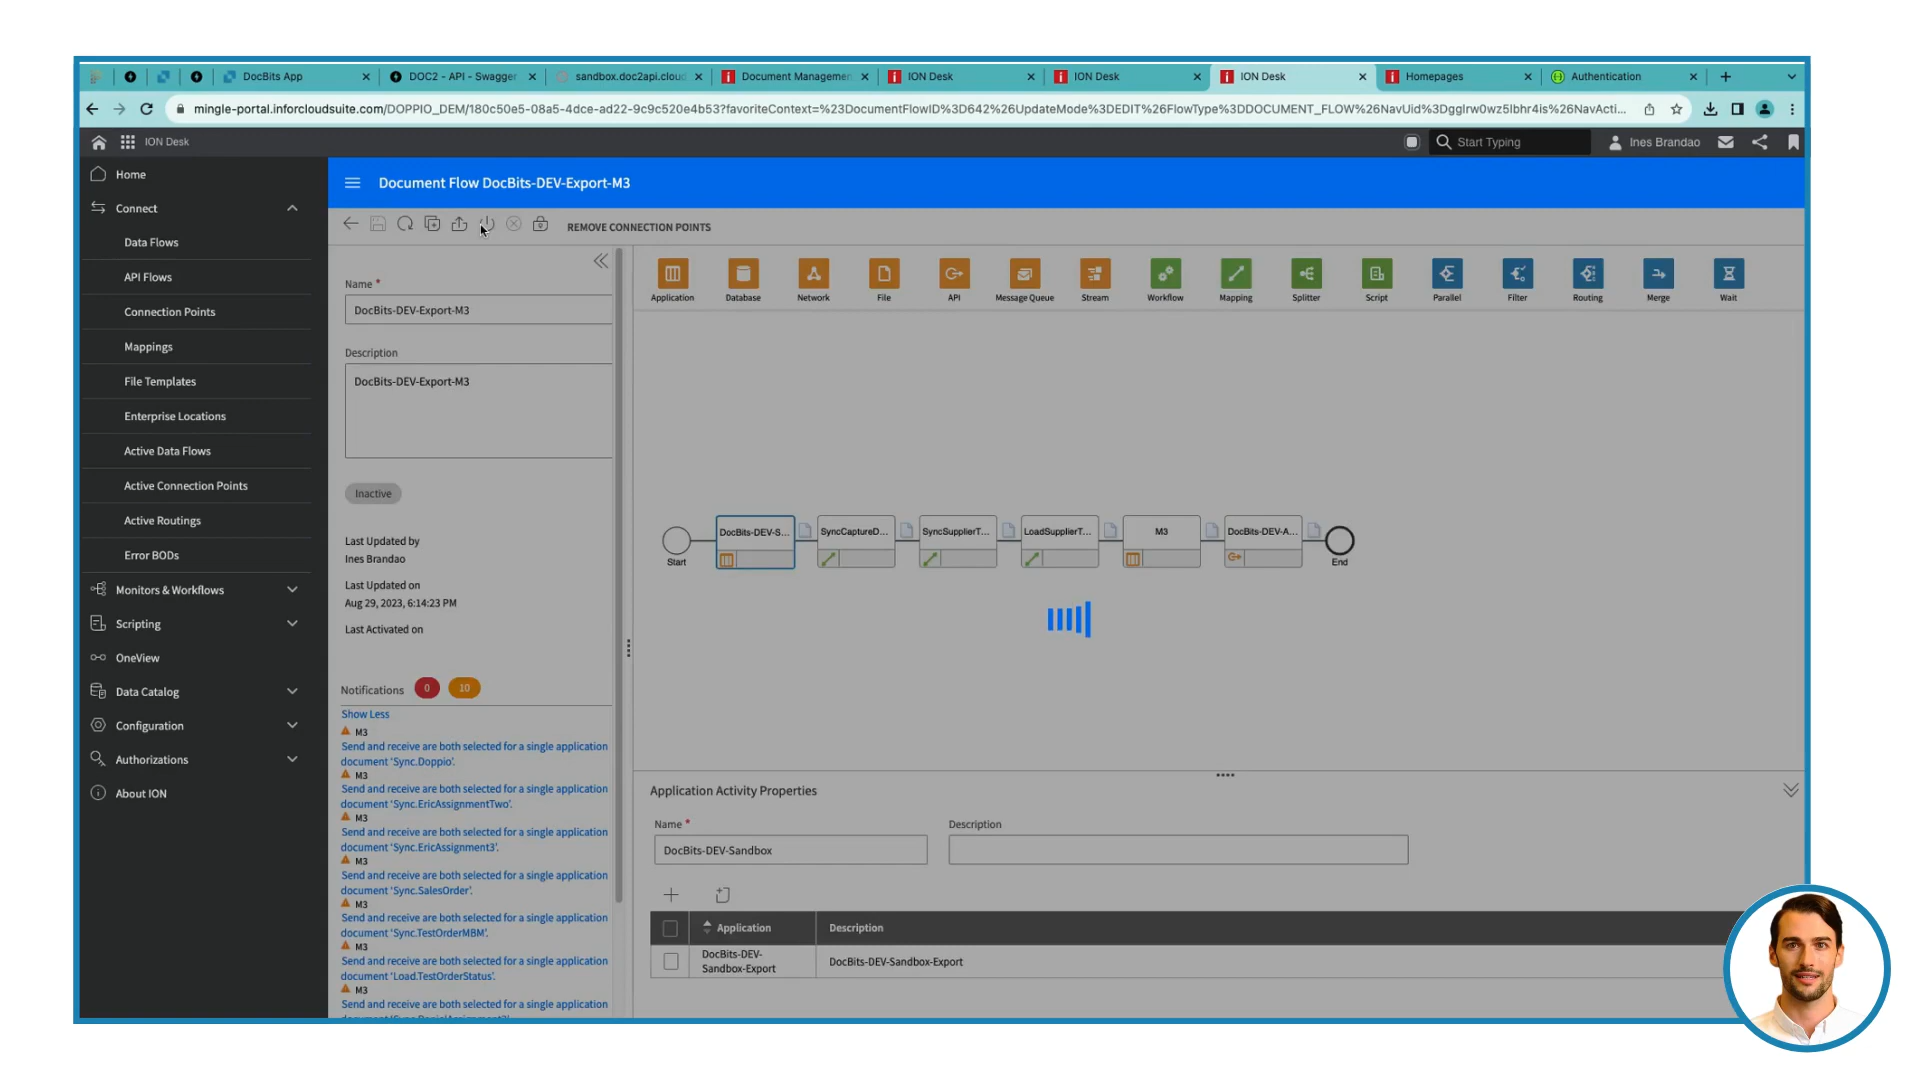 DocBits App
DOC2 - API - Swagger
sandbox.doc2api.cloud
Document Managemen
ION Desk
ION Desk
ION Desk
Homepages
Authentication
mingle-portal.inforcloudsuite.com/DOPPIO_DEM/180c50e5-08a5-4dce-ad22-9c9c520e4b53?favoriteContext=%23DocumentFlowID%3D642%26UpdateMode%3DEDIT%26FlowType%3DDOCUMENT_FLOW%26NavUid%3Dgglrw0wz5lbhr4is%26NavActi...
ION Desk
Start Typing
Ines Brandao
Home
Connect
Data Flows
API Flows
Connection Points
Mappings
File Templates
Enterprise Locations
Active Data Flows
Active Connection Points
Active Routings
Error BODs
Monitors & Workflows
Scripting
OneView
Data Catalog
Configuration
Authorizations
About ION
Document Flow DocBits-DEV-Export-M3
REMOVE CONNECTION POINTS
Name *
DocBits-DEV-Export-M3
Description
DocBits-DEV-Export-M3
Inactive
Last Updated by
Ines Brandao
Last Updated on
Aug 29, 2023, 6:14:23 PM
Last Activated on
Notifications 0 10
Show Less
M3
Send and receive are both selected for a single application
document 'Sync.Doppio'.
M3
Send and receive are both selected for a single application
document 'Sync.EricAssignmentTwo'.
M3
Send and receive are both selected for a single application
document 'Sync.EricAssignment3'.
M3
Send and receive are both selected for a single application
document 'Sync.SalesOrder'.
M3
Send and receive are both selected for a single application
document 'Sync.TestOrderMBM'.
M3
Send and receive are both selected for a single application
document 'Load.TestOrderStatus'.
M3
Send and receive are both selected for a single application
Application
Database
Network
File
API
Message Queue
Stream
Workflow
Mapping
Splitter
Script
Parallel
Filter
Routing
Merge
Wait
Start
DocBits-DEV-S...
SyncCaptureD...
SyncSupplierT...
LoadSupplierT...
M3
DocBits-DEV-A...
End
Application Activity Properties
Name *
Description
DocBits-DEV-Sandbox
Application
Description
DocBits-DEV-
Sandbox-Export
DocBits-DEV-Sandbox-Export